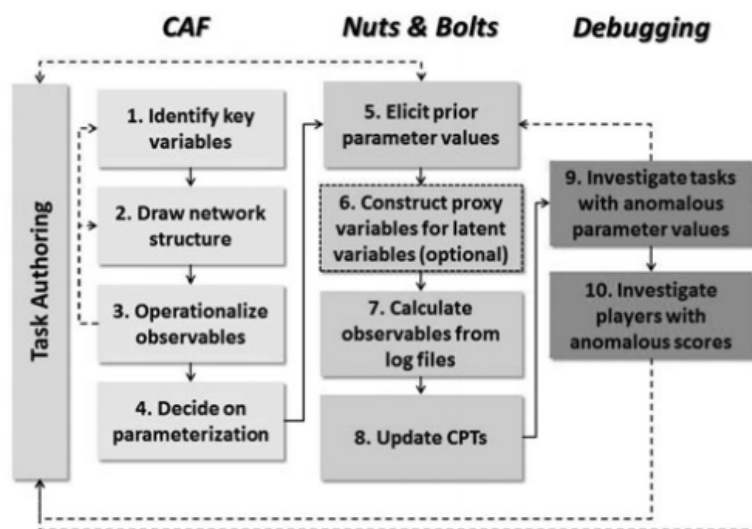 CAF
Nuts & Bolts
Debugging
Task Authoring
1. Identify key
variables
2. Draw network
structure
3. Operationalize
observables
4. Decide on
parameterization
5. Elicit prior
parameter values
6. Construct proxy
variables for latent
variables (optional)
7. Calculate
observables from
log files
8. Update CPTs
9. Investigate tasks
with anomalous
parameter values
10. Investigate
players with
anomalous scores